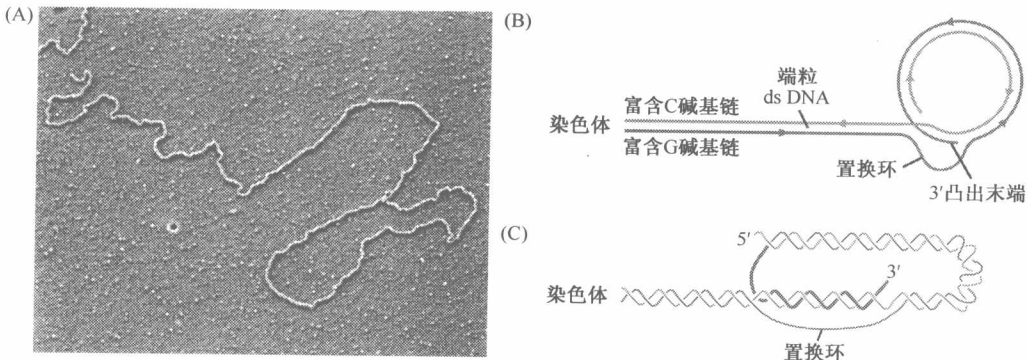 (A)
(B)
染色体
富含C碱基链
富含G碱基链
端粒
ds DNA
置换环
3′凸出末端
(C)
染色体
5′
3′
置换环